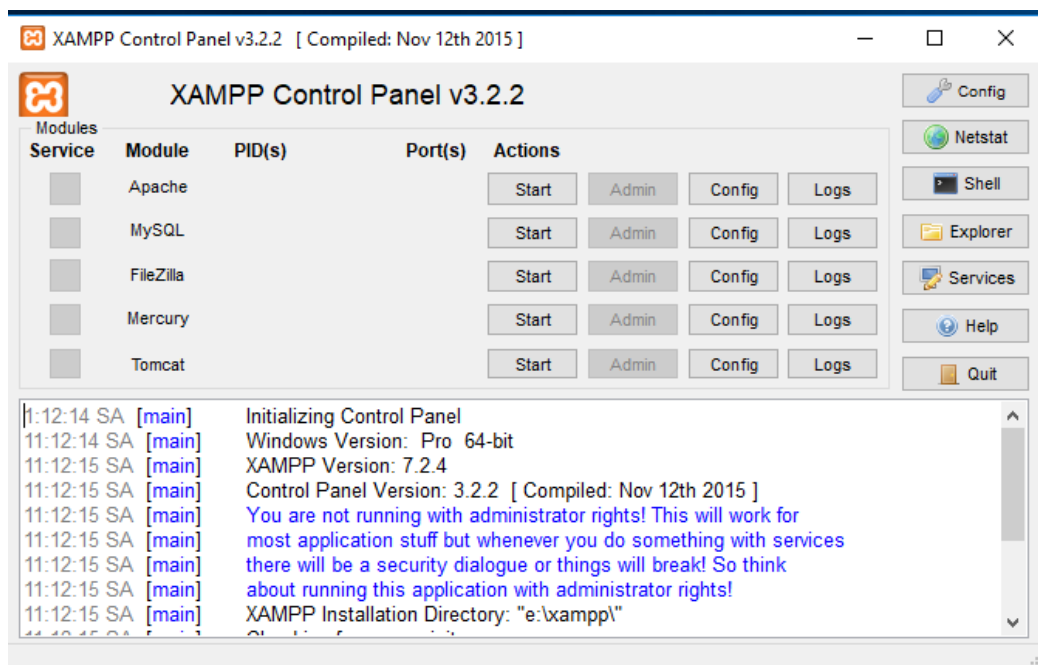 XAMPP Control Panel v3.2.2 [ Compiled: Nov 12th 2015 ]
XAMPP Control Panel v3.2.2
Config
Modules
Netstat
Service Module PID(s) Port(s) Actions
Apache Start Admin Config Logs
Shell
MySQL Start Admin Config Logs
Explorer
FileZilla Start Admin Config Logs
Services
Mercury Start Admin Config Logs
Help
Tomcat Start Admin Config Logs
Quit
1:12:14 SA [main] Initializing Control Panel
11:12:14 SA [main] Windows Version: Pro 64-bit
11:12:15 SA [main] XAMPP Version: 7.2.4
11:12:15 SA [main] Control Panel Version: 3.2.2 [ Compiled: Nov 12th 2015 ]
11:12:15 SA [main] You are not running with administrator rights! This will work for
11:12:15 SA [main] most application stuff but whenever you do something with services
11:12:15 SA [main] there will be a security dialogue or things will break! So think
11:12:15 SA [main] about running this application with administrator rights!
11:12:15 SA [main] XAMPP Installation Directory: "e:\xampp\"